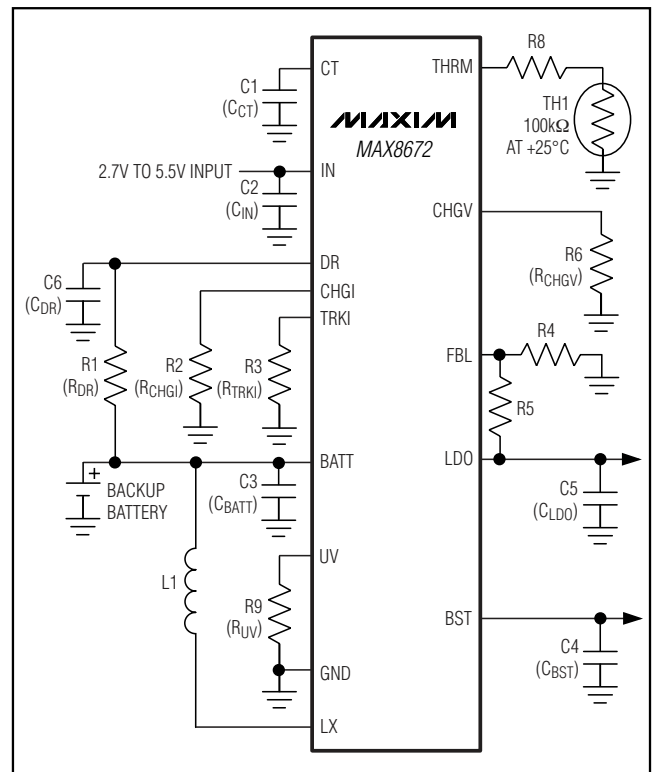 CT
C1
(CCT)
THRM
R8
TH1
100kΩ
AT +25°C
MAXIM
MAX8672
2.7V TO 5.5V INPUT
IN
C2
(CIN)
CHGV
R6
(RCHGV)
DR
C6
(CDR)
CHGI
TRKI
R1
(RDR)
R2
(RCHGI)
R3
(RTRKI)
FBL
R4
R5
LDO
C5
(CLDO)
BATT
+
BACKUP
BATTERY
C3
(CBATT)
L1
UV
R9
(RUV)
BST
C4
(CBST)
GND
LX